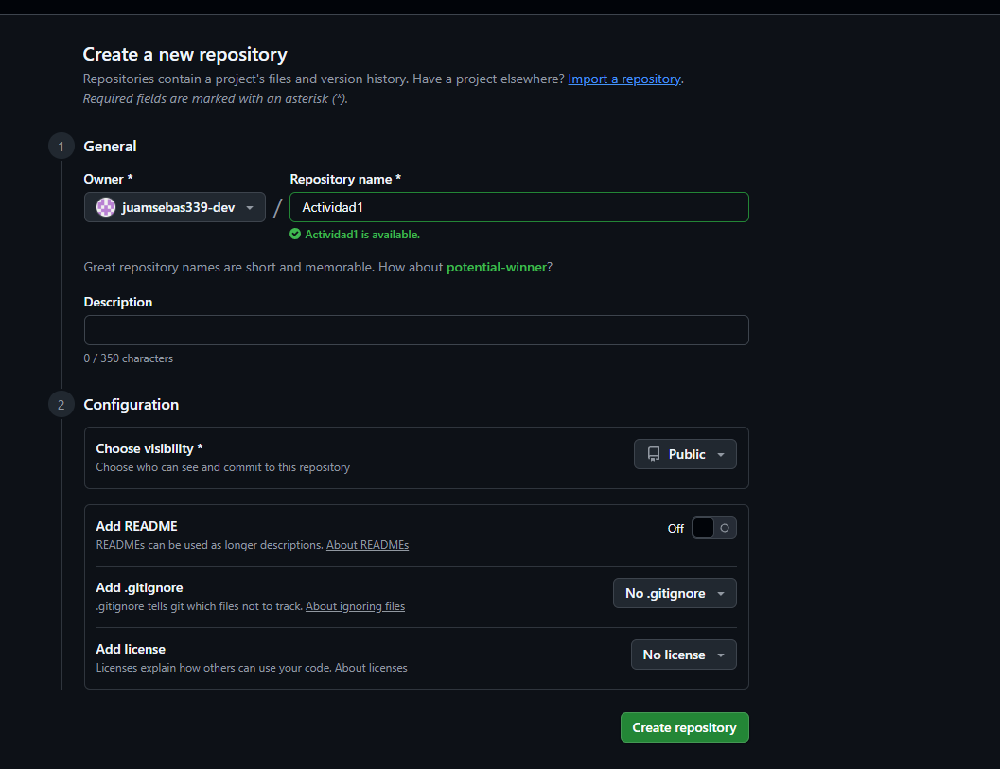 Create a new repository
Repositories contain a project's files and version history. Have a project elsewhere? Import a repository.
Required fields are marked with an asterisk (*).
1 General
Owner * Repository name *
juamsebas339-dev / Actividad1
Actividad1 is available.
Great repository names are short and memorable. How about potential-winner?
Description
0 / 350 characters
2 Configuration
Choose visibility *
Choose who can see and commit to this repository
Public
Add README
READMEs can be used as longer descriptions. About READMEs
Off
Add .gitignore
.gitignore tells git which files not to track. About ignoring files
No .gitignore
Add license
Licenses explain how others can use your code. About licenses
No license
Create repository